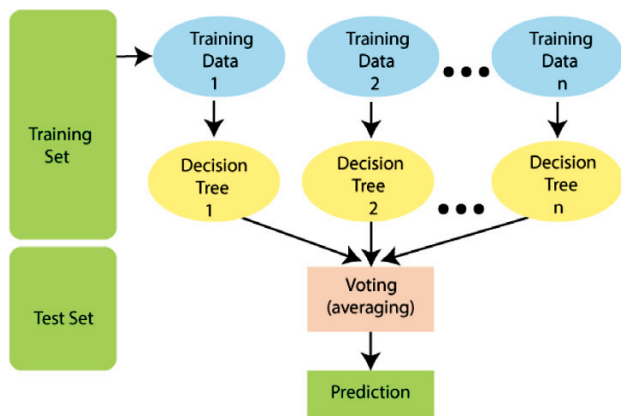 Training
Set
Test Set
Training
Data
1
Training
Data
2
Training
Data
n
Decision
Tree
1
Decision
Tree
2
Decision
Tree
n
Voting
(averaging)
Prediction